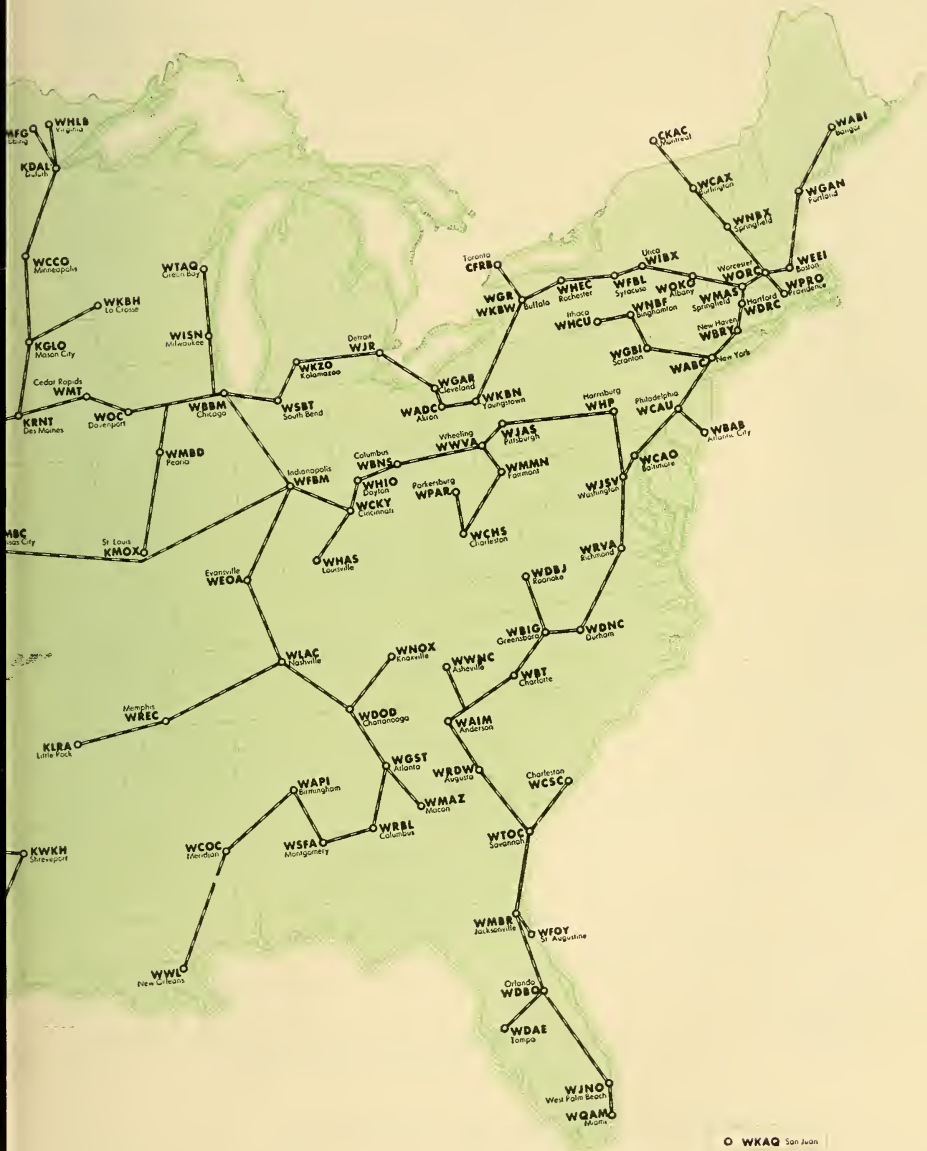 MFG
WHLB
Virginia
KDAL
Duluth
WCCO
Minneapolis
WTAQ
Green Bay
WKBH
La Crosse
KGLO
Mason City
WISN
Milwaukee
Cedar Rapids
WMT
KRNT
Des Moines
WOC
Davenport
WBBM
Chicago
WSBT
South Bend
WKZO
Kalamazoo
Detroit
WJR
WGAR
Cleveland
WADC
Akron
WKBN
Youngstown
Toronto
CFRB
WGR
WKBW
Buffalo
WHEC
Rochester
WFBL
Syracuse
Utica
WIBX
WOKO
Albany
CKAC
Montreal
WCAX
Burlington
WNBX
Springfield
WABI
Bangor
WGAN
Portland
Worcester
WORC
WEEI
Boston
WPRO
Providence
WMAS
Springfield
Hartford
WDRC
New Haven
WBRY
Ithaca
WHCU
WNBF
Binghamton
WGBI
Scranton
WABC
New York
Philadelphia
WCAU
WBAB
Atlantic City
Harrisburg
WHP
WCAO
Baltimore
WJSV
Washington
WJAS
Pittsburgh
Wheeling
WWVA
WMMN
Fairmont
Parkersburg
WPAR
WCHS
Charleston
Columbus
WBNS
WHIO
Dayton
WCKY
Cincinnati
WHAS
Louisville
Indianapolis
WFBM
WMBD
Peoria
St Louis
KMOX
MBC
sas City
Evansville
WEOA
WRVA
Richmond
WDBJ
Roanoke
WBIG
Greensboro
WDNC
Durham
WBT
Charlotte
WWNC
Asheville
WAIM
Anderson
WLAC
Nashville
WNOX
Knoxville
WDOD
Chattanooga
Memphis
WREC
KLRA
Little Rock
WGST
Atlanta
WMAZ
Macon
WRDW
Augusta
Charleston
WCSC
WTOC
Savannah
WAPI
Birmingham
WRBL
Columbus
WSFA
Montgomery
WCOC
Meridian
KWKH
Shreveport
WWL
New Orleans
WMBR
Jacksonville
WFOY
St Augustine
Orlando
WDBO
WDAE
Tampa
WJNO
West Palm Beach
WQAM
Miami
WKAQ San Juan